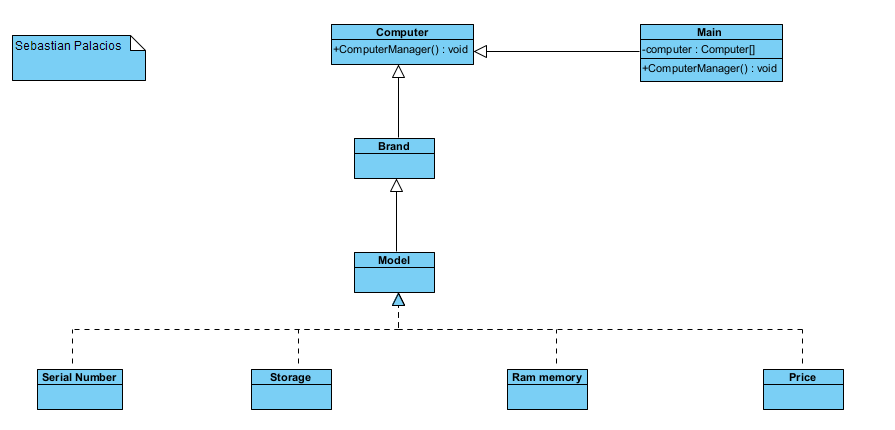 Sebastian Palacios
Computer
+ComputerManager() : void
Main
-computer : Computer[]
+ComputerManager() : void
Brand
Model
Serial Number
Storage
Ram memory
Price